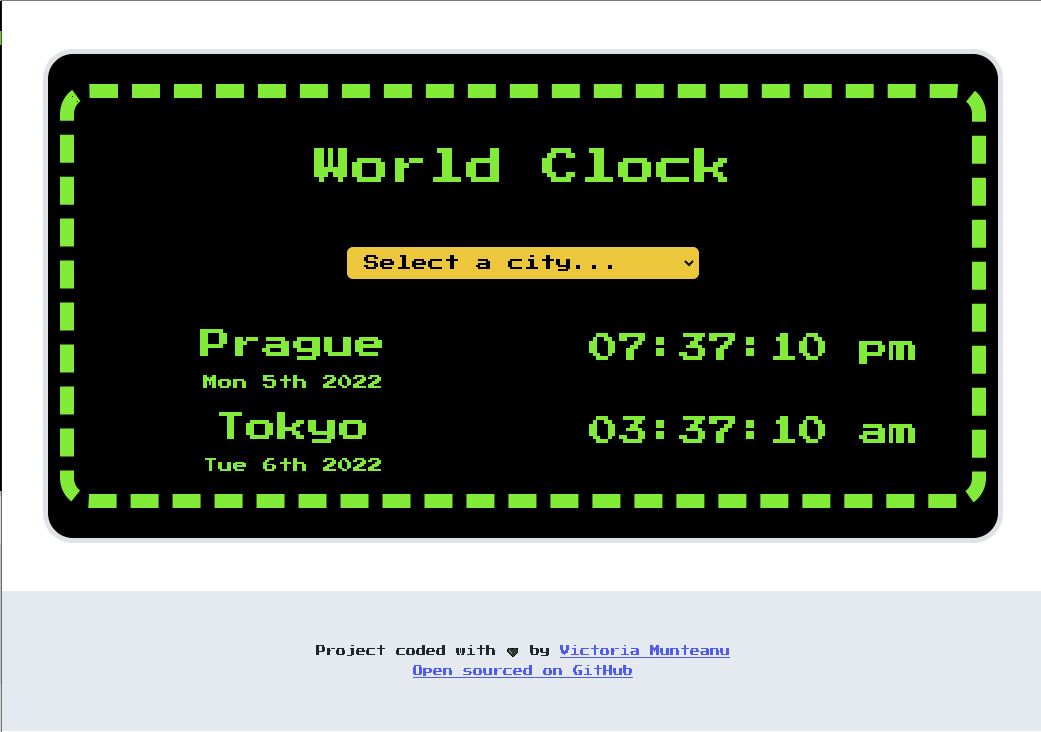 World Clock
Select a city...
Prague
07:37:10 pm
Mon 5th 2022
Tokyo
03:37:10 am
Tue 6th 2022
Project coded with 🖤 by Victoria Munteanu
Open sourced on GitHub